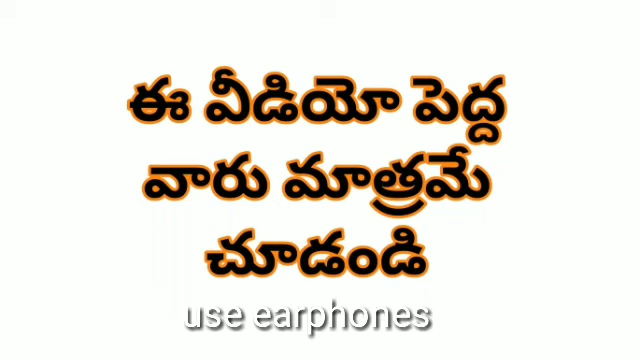 ఈ వీడియో పెద్ద
వారు మాత్రమే
చూడండి
use earphones